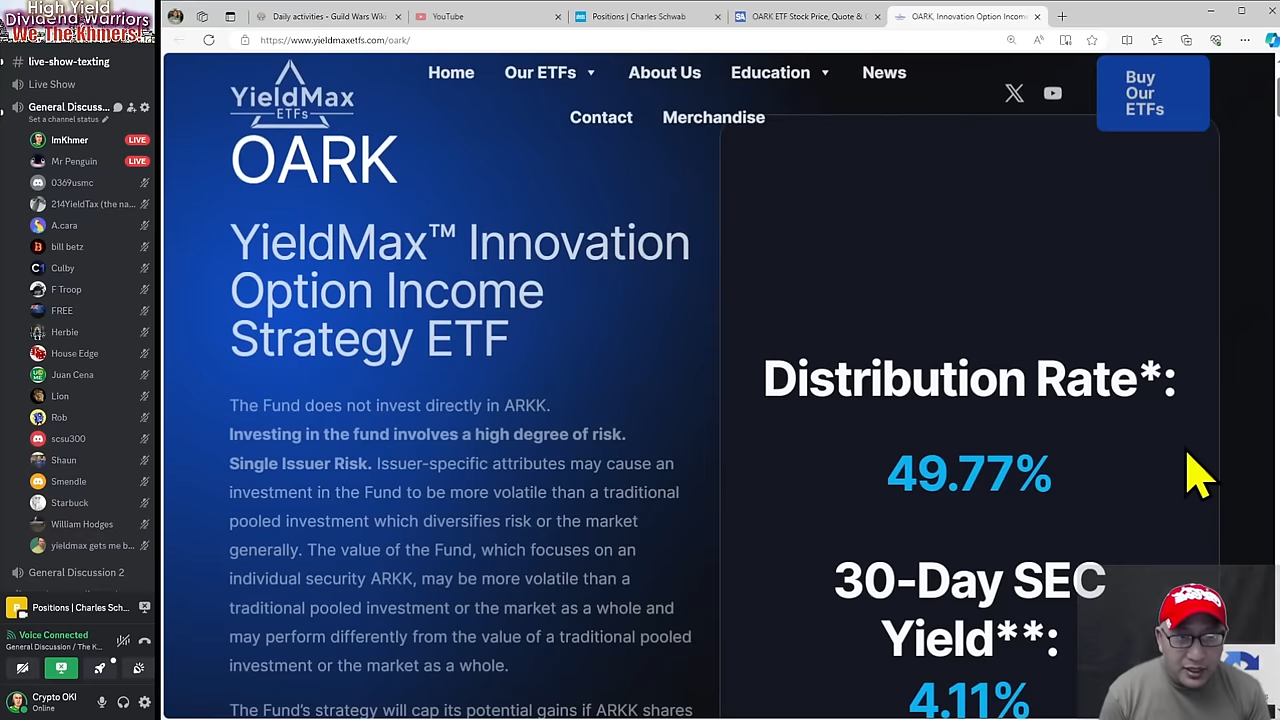 High Yield
Dividend Warriors
We The Khmers!
# live-show-texting
Live Show
General Discuss...
Set a channel status
ImKhmer
LIVE
Mr Penguin
LIVE
0369usmc
214YieldTax (the na...
A.cara
bill betz
Culby
F Troop
FREE
Herbie
House Edge
Juan Cena
Lion
Rob
scsu300
Shaun
Smendle
Starbuck
William Hodges
yieldmax gets me b...
General Discussion 2
Positions | Charles Sch...
Voice Connected
General Discussion / The K...
Crypto OKI
Online
Daily activities - Guild Wars Wiki
YouTube
Positions | Charles Schwab
OARK ETF Stock Price, Quote &
OARK, Innovation Option Incom
https://www.yieldmaxetfs.com/oark/
YieldMax
ETFs
Home
Our ETFs
About Us
Education
News
Contact
Merchandise
Buy
Our
ETFs
OARK
YieldMax™ Innovation
Option Income
Strategy ETF
The Fund does not invest directly in ARKK.
Investing in the fund involves a high degree of risk.
Single Issuer Risk. Issuer-specific attributes may cause an
investment in the Fund to be more volatile than a traditional
pooled investment which diversifies risk or the market
generally. The value of the Fund, which focuses on an
individual security ARKK, may be more volatile than a
traditional pooled investment or the market as a whole and
may perform differently from the value of a traditional pooled
investment or the market as a whole.
The Fund's strategy will cap its potential gains if ARKK shares
Distribution Rate*:
49.77%
30-Day SEC
Yield**:
4.11%